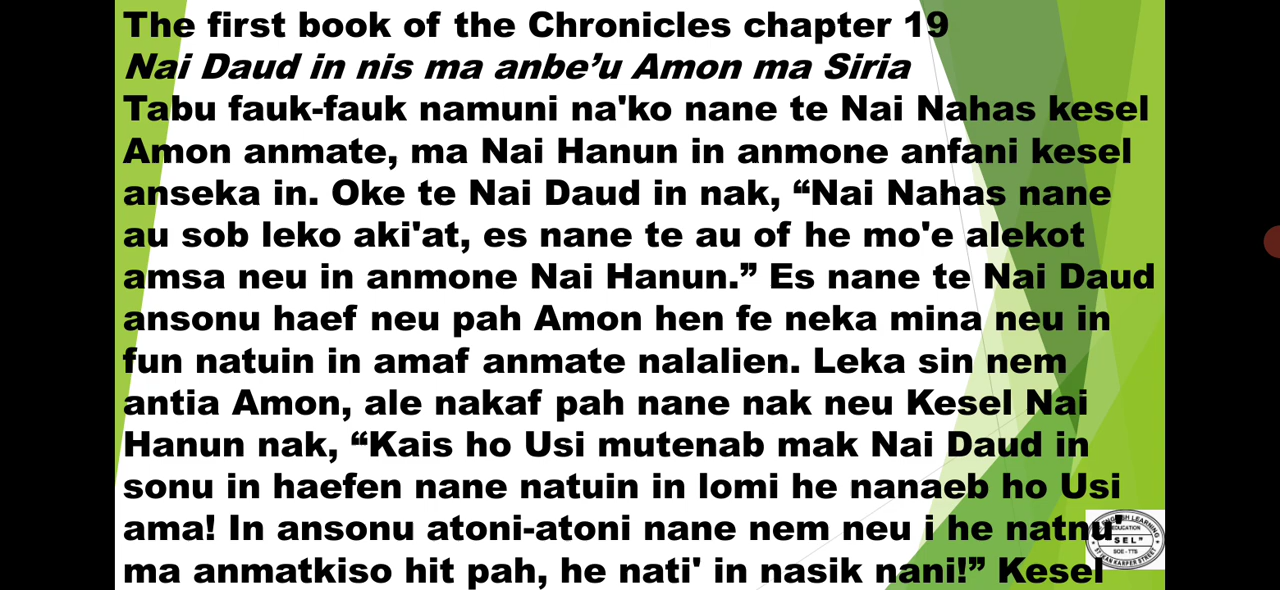 The first book of the Chronicles chapter 19
Nai Daud in nis ma anbe’u Amon ma Siria
Tabu fauk-fauk namuni na'ko nane te Nai Nahas kesel
Amon anmate, ma Nai Hanun in anmone anfani kesel
anseka in. Oke te Nai Daud in nak, “Nai Nahas nane
au sob leko aki'at, es nane te au of he mo'e alekot
amsa neu in anmone Nai Hanun.” Es nane te Nai Daud
ansonu haef neu pah Amon hen fe neka mina neu in
fun natuin in amaf anmate nalalien. Leka sin nem
antia Amon, ale nakaf pah nane nak neu Kesel Nai
Hanun nak, “Kais ho Usi mutenab mak Nai Daud in
sonu in haefen nane natuin in lomi he nanaeb ho Usi
ama! In ansonu atoni-atoni nane nem neu i he natnu'
ma anmatkiso hit pah, he nati' in nasik nani!” Kesel
ENGLISH LEARNING
EDUCATION
"SEL"
SOE - TTS